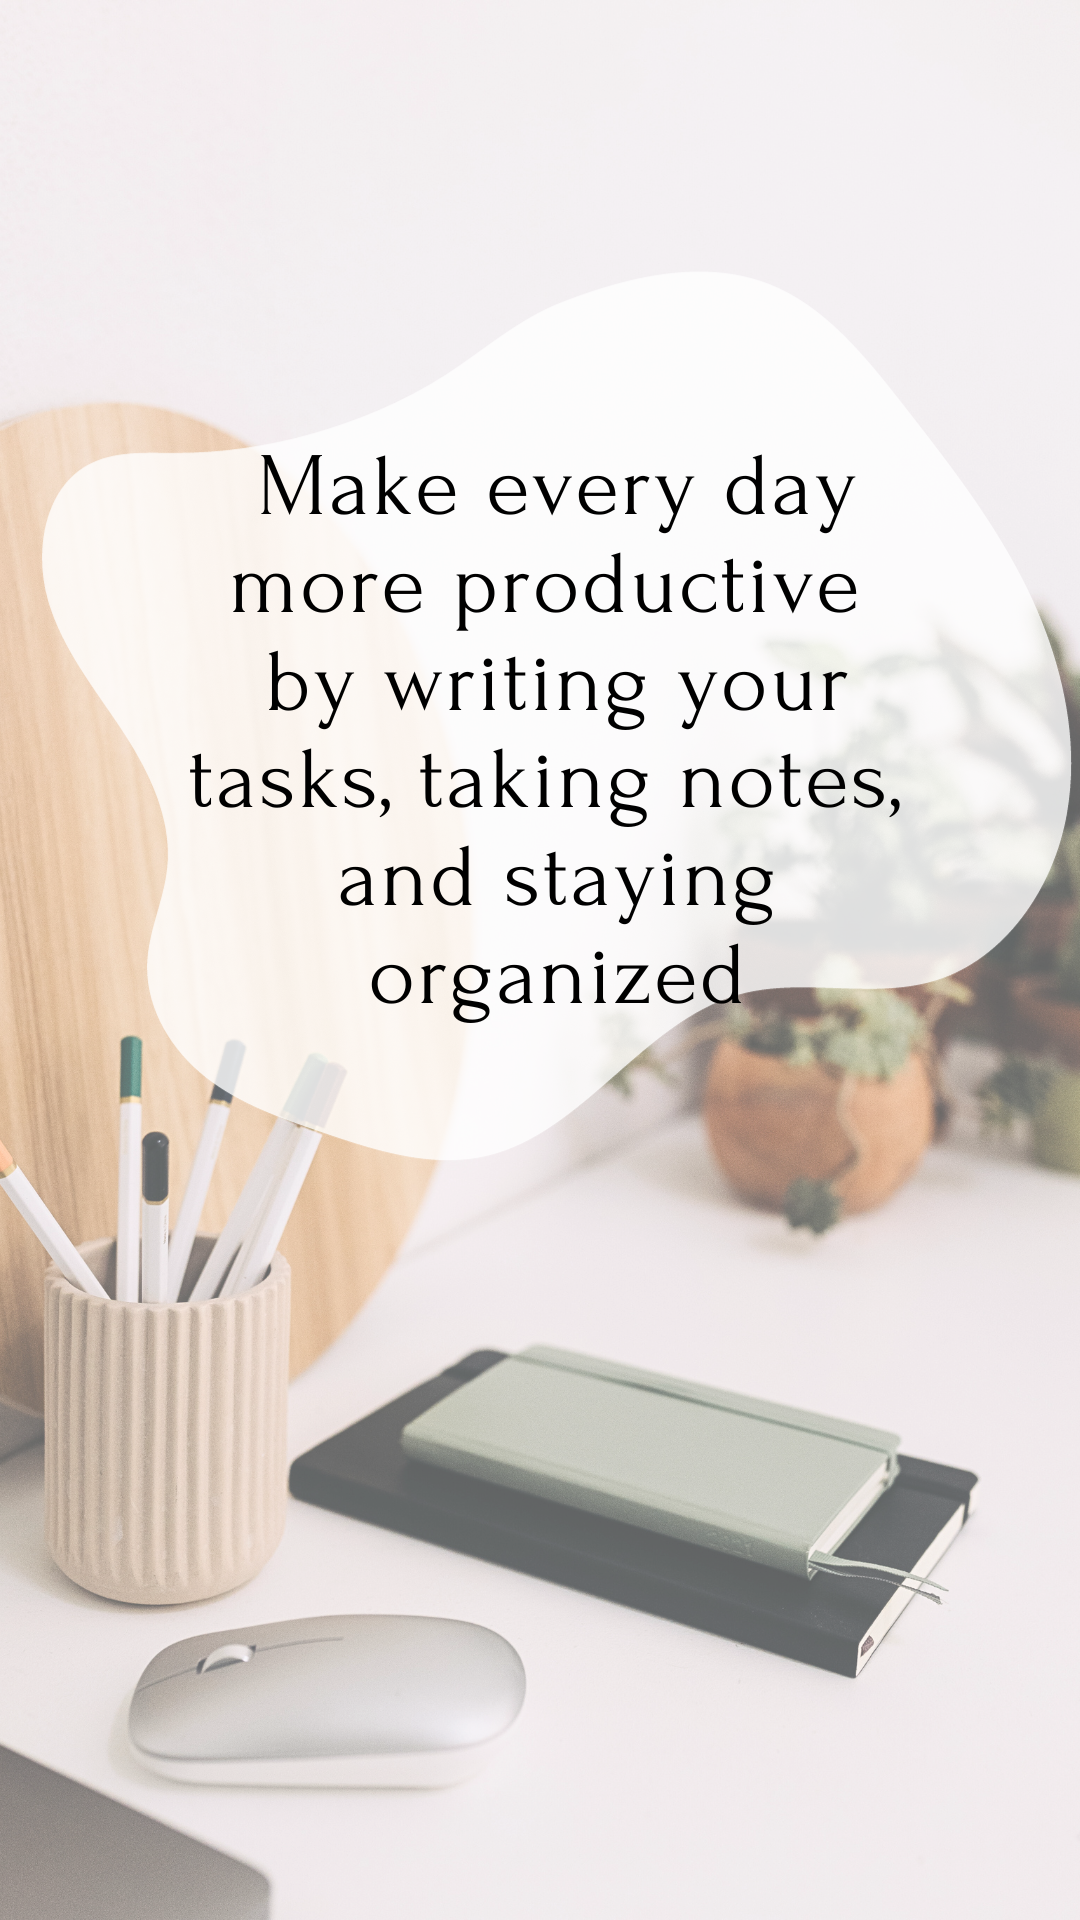 Make every day
more productive
by writing your
tasks, taking notes,
and staying
organized